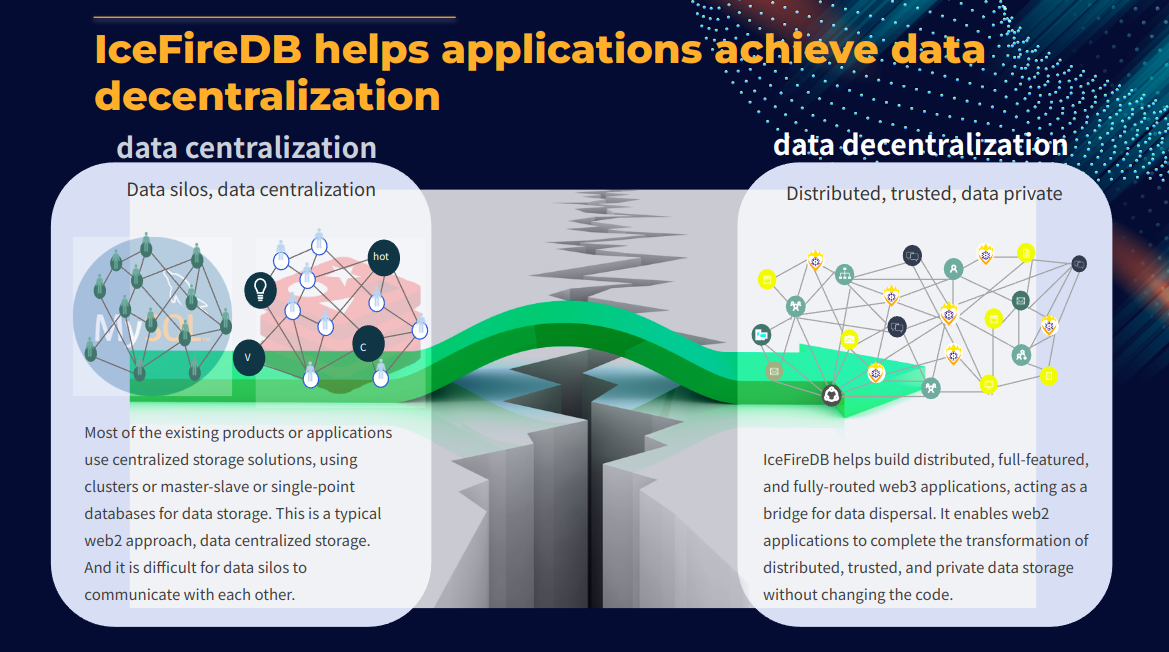 IceFireDB helps applications achieve data
decentralization
data centralization
data decentralization
Data silos, data centralization
Distributed, trusted, data private
hot
MySQL
C
V
Most of the existing products or applications
use centralized storage solutions, using
clusters or master-slave or single-point
databases for data storage. This is a typical
web2 approach, data centralized storage.
And it is difficult for data silos to
communicate with each other.
IceFireDB helps build distributed, full-featured,
and fully-routed web3 applications, acting as a
bridge for data dispersal. It enables web2
applications to complete the transformation of
distributed, trusted, and private data storage
without changing the code.